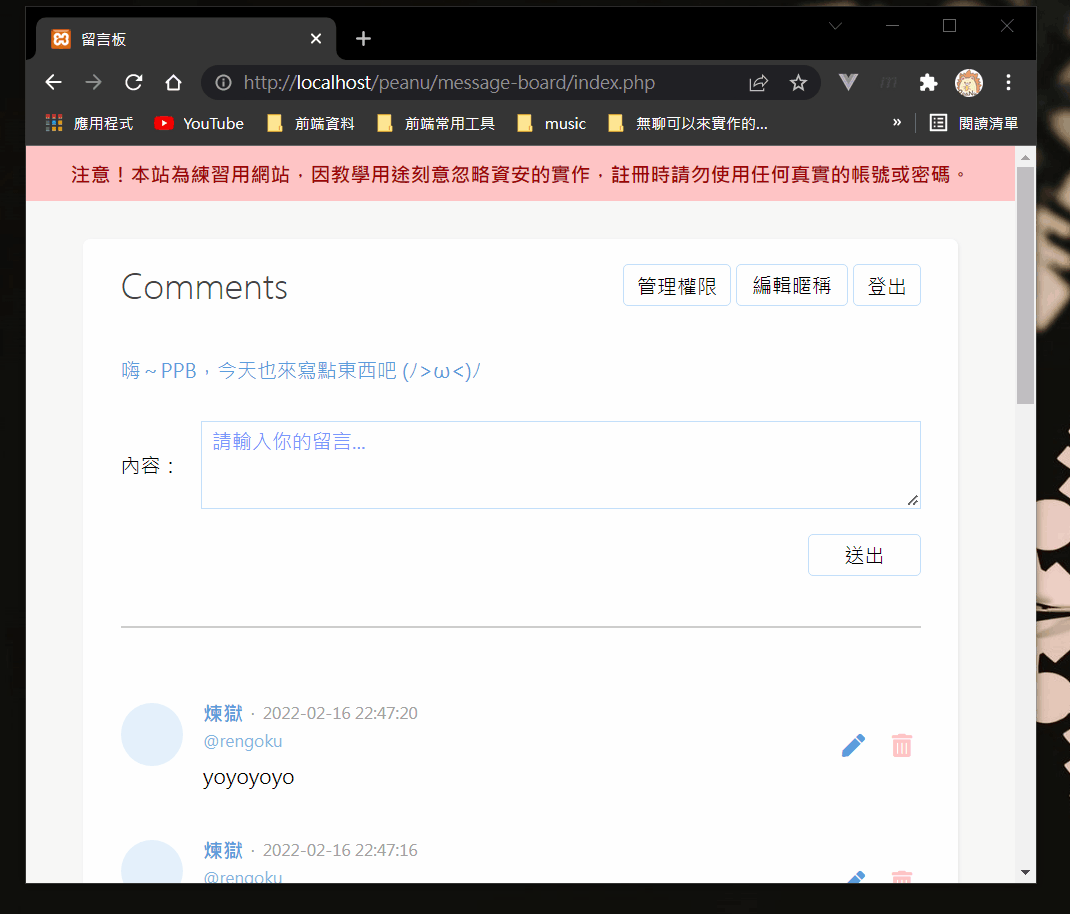 留言板
http://localhost/peanu/message-board/index.php
應用程式 YouTube 前端資料 前端常用工具 music 無聊可以來實作的... » 閱讀清單
注意！本站為練習用網站，因教學用途刻意忽略資安的實作，註冊時請勿使用任何真實的帳號或密碼。
Comments 管理權限 編輯暱稱 登出
嗨～PPB，今天也來寫點東西吧 (/>ω<)/
內容： 請輸入你的留言...
送出
煉獄 · 2022-02-16 22:47:20
@rengoku
yoyoyoyo
煉獄 · 2022-02-16 22:47:16
@rengoku